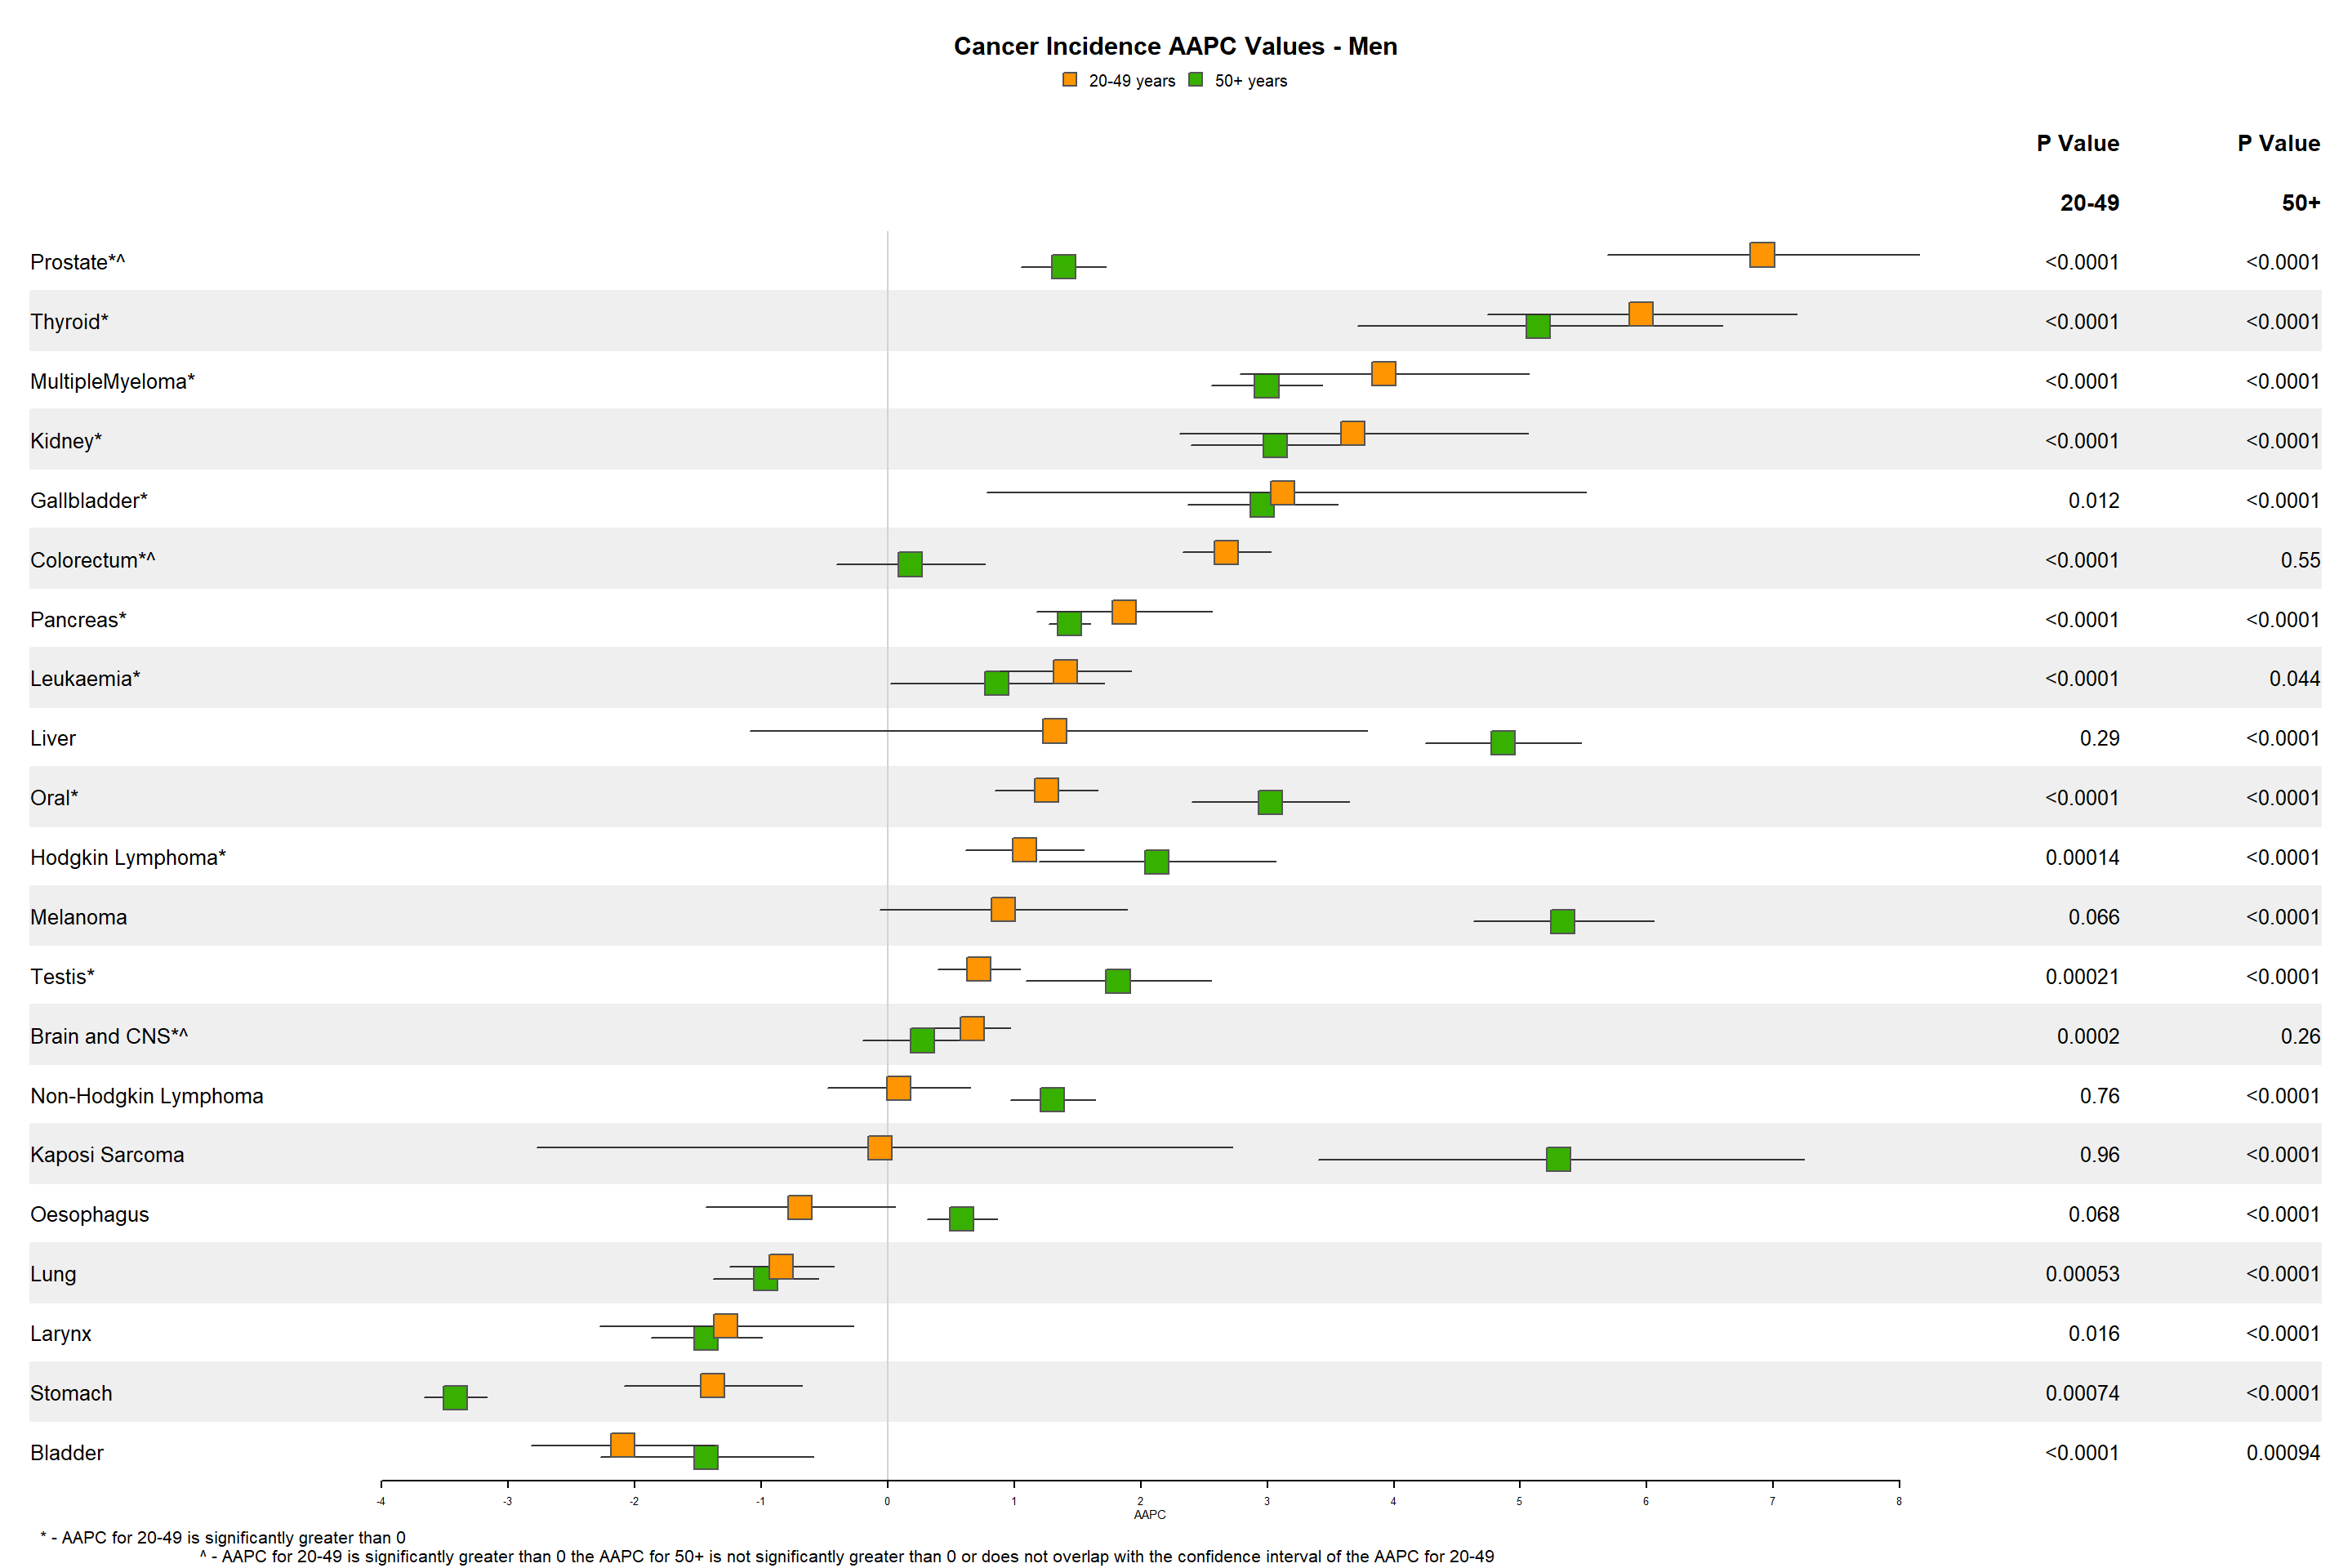 Cancer Incidence AAPC Values - Men
20-49 years 50+ years
P Value P Value
20-49 50+
Prostate*^ <0.0001 <0.0001
Thyroid* <0.0001 <0.0001
MultipleMyeloma* <0.0001 <0.0001
Kidney* <0.0001 <0.0001
Gallbladder* 0.012 <0.0001
Colorectum*^ <0.0001 0.55
Pancreas* <0.0001 <0.0001
Leukaemia* <0.0001 0.044
Liver 0.29 <0.0001
Oral* <0.0001 <0.0001
Hodgkin Lymphoma* 0.00014 <0.0001
Melanoma 0.066 <0.0001
Testis* 0.00021 <0.0001
Brain and CNS*^ 0.0002 0.26
Non-Hodgkin Lymphoma 0.76 <0.0001
Kaposi Sarcoma 0.96 <0.0001
Oesophagus 0.068 <0.0001
Lung 0.00053 <0.0001
Larynx 0.016 <0.0001
Stomach 0.00074 <0.0001
Bladder <0.0001 0.00094
-4 -3 -2 -1 0 1 2 3 4 5 6 7 8
AAPC
* - AAPC for 20-49 is significantly greater than 0
^ - AAPC for 20-49 is significantly greater than 0 the AAPC for 50+ is not significantly greater than 0 or does not overlap with the confidence interval of the AAPC for 20-49